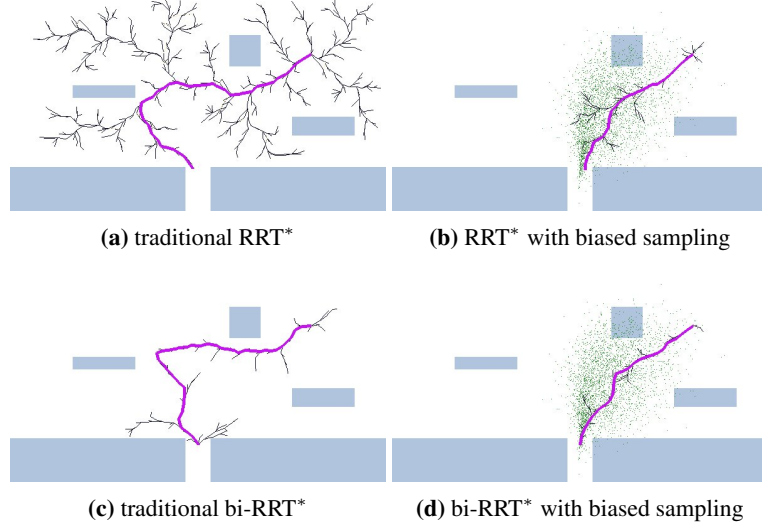 (a) traditional RRT*
(b) RRT* with biased sampling
(c) traditional bi-RRT*
(d) bi-RRT* with biased sampling